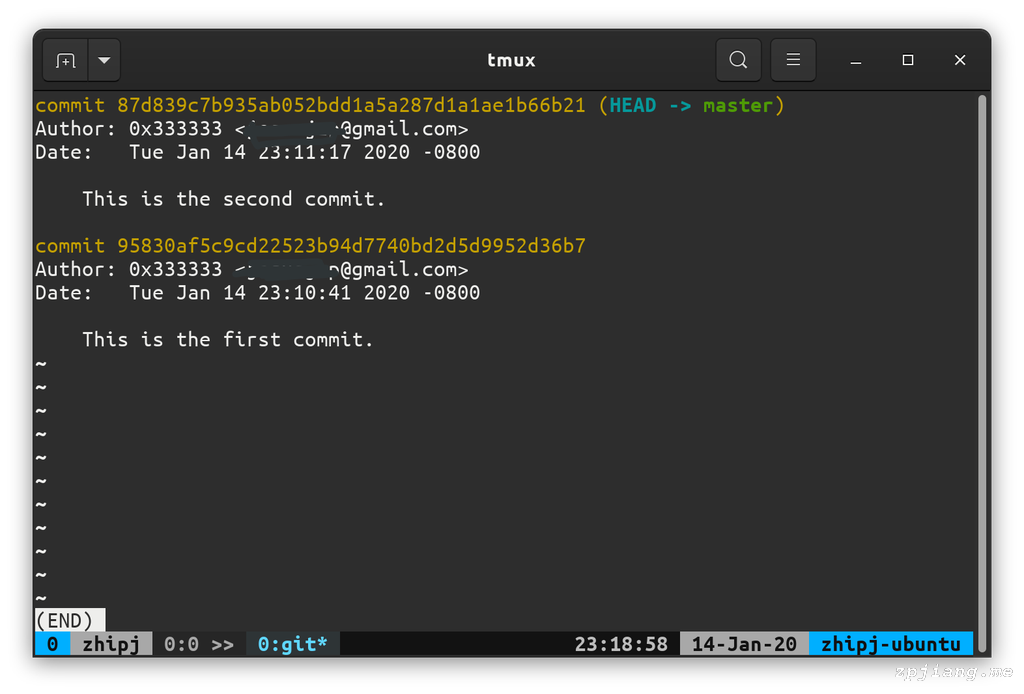 tmux
commit 87d839c7b935ab052bdd1a5a287d1a1ae1b66b21 (HEAD -> master)
Author: 0x333333 < @gmail.com>
Date:   Tue Jan 14 23:11:17 2020 -0800
This is the second commit.
commit 95830af5c9cd22523b94d7740bd2d5d9952d36b7
Author: 0x333333 < @gmail.com>
Date:   Tue Jan 14 23:10:41 2020 -0800
This is the first commit.
~
~
~
~
~
~
~
~
~
~
~
(END)
0 zhipj 0:0 >> 0:git* 23:18:58 14-Jan-20 zhipj-ubuntu
zpjiang.me